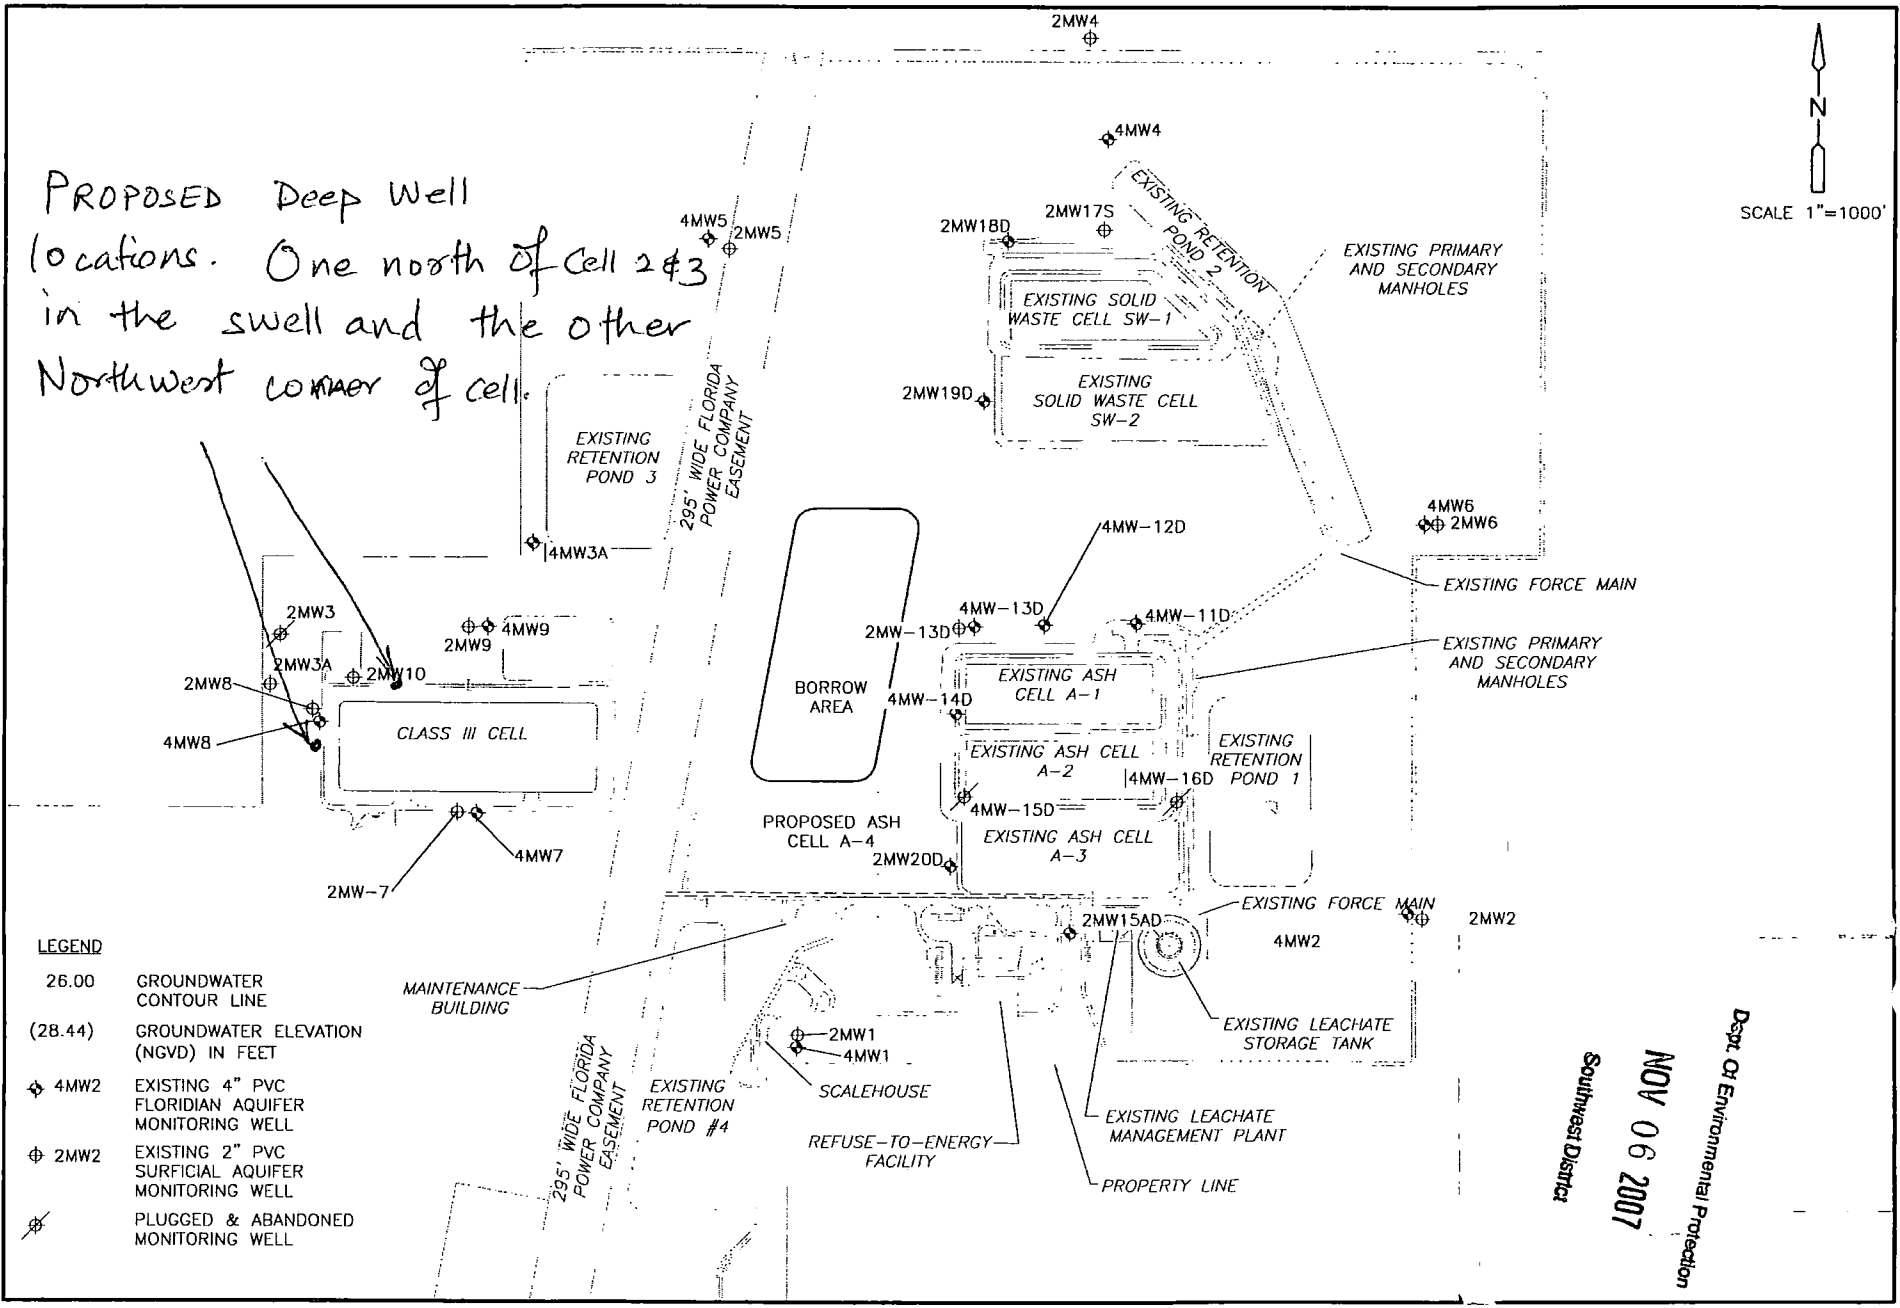 2MW4
4MW4
N
SCALE 1"=1000'
PROPOSED Deep Well
locations. One north of Cell 2&3
in the swell and the other
Northwest corner of cell.
4MW5
2MW5
2MW18D
2MW17S
EXISTING RETENTION
POND 2
EXISTING PRIMARY
AND SECONDARY
MANHOLES
EXISTING SOLID
WASTE CELL SW-1
2MW19D
EXISTING
SOLID WASTE CELL
SW-2
EXISTING
RETENTION
POND 3
295' WIDE FLORIDA
POWER COMPANY
EASEMENT
4MW6
2MW6
4MW3A
4MW-12D
EXISTING FORCE MAIN
2MW3
2MW9
4MW9
4MW-13D
2MW-13D
4MW-11D
2MW3A
2MW10
2MW8
4MW8
CLASS III CELL
BORROW
AREA
EXISTING ASH
CELL A-1
4MW-14D
EXISTING PRIMARY
AND SECONDARY
MANHOLES
EXISTING ASH CELL
A-2
EXISTING
RETENTION
POND 1
4MW-16D
4MW-15D
PROPOSED ASH
CELL A-4
EXISTING ASH CELL
A-3
2MW20D
4MW7
2MW-7
EXISTING FORCE MAIN
2MW2
4MW2
2MW15AD
MAINTENANCE
BUILDING
2MW1
4MW1
SCALEHOUSE
EXISTING LEACHATE
STORAGE TANK
EXISTING
RETENTION
POND #4
295' WIDE FLORIDA
POWER COMPANY
EASEMENT
REFUSE-TO-ENERGY
FACILITY
EXISTING LEACHATE
MANAGEMENT PLANT
PROPERTY LINE
LEGEND
26.00 GROUNDWATER
CONTOUR LINE
(28.44) GROUNDWATER ELEVATION
(NGVD) IN FEET
4MW2 EXISTING 4" PVC
FLORIDIAN AQUIFER
MONITORING WELL
2MW2 EXISTING 2" PVC
SURFICIAL AQUIFER
MONITORING WELL
PLUGGED & ABANDONED
MONITORING WELL
Dept. Of Environmental Protection
NOV 06 2007
Southwest District